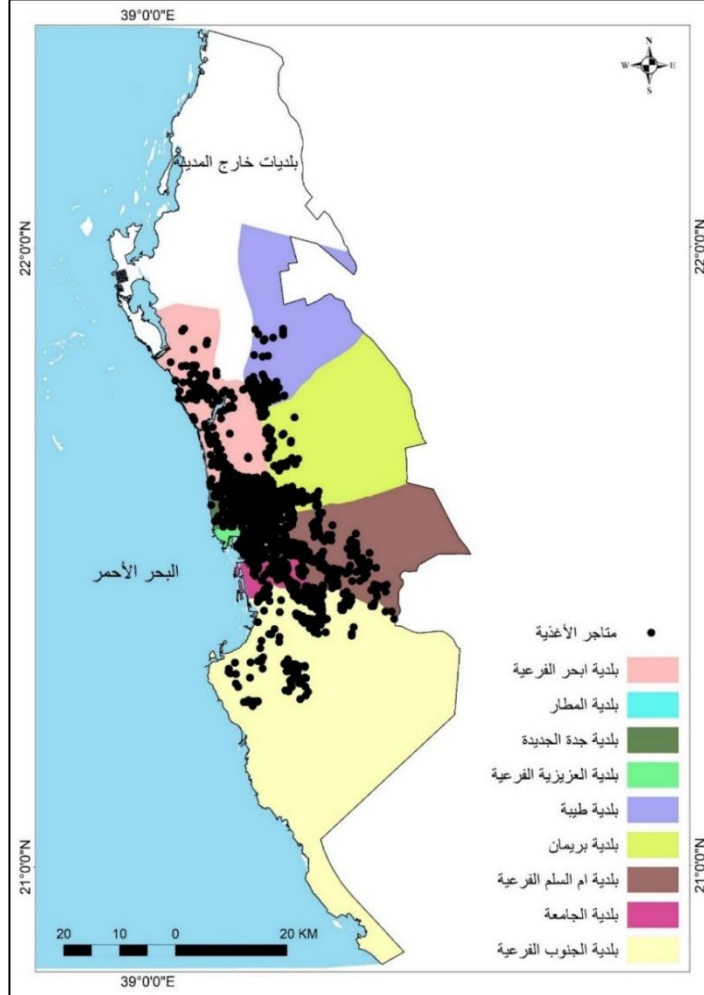 39°0'0"E
N
W E
S
بلديات خارج المدينة
22°0'0"N
22°0'0"N
البحر الأحمر
متاجر الأغذية
بلدية ابحر الفرعية
بلدية المطار
بلدية جدة الجديدة
بلدية العزيزية الفرعية
بلدية طيبة
بلدية بريمان
بلدية ام السلم الفرعية
بلدية الجامعة
بلدية الجنوب الفرعية
21°0'0"N
21°0'0"N
20 10 0 20 KM
39°0'0"E